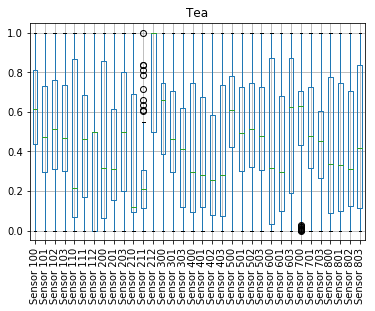 Tea
1.0
0.8
0.6
0.4
0.2
0.0
Sensor 100
Sensor 101
Sensor 102
Sensor 103
Sensor 110
Sensor 111
Sensor 112
Sensor 200
Sensor 201
Sensor 203
Sensor 210
Sensor 211
Sensor 212
Sensor 300
Sensor 301
Sensor 303
Sensor 400
Sensor 401
Sensor 402
Sensor 403
Sensor 500
Sensor 501
Sensor 502
Sensor 503
Sensor 600
Sensor 601
Sensor 603
Sensor 700
Sensor 701
Sensor 703
Sensor 800
Sensor 801
Sensor 802
Sensor 803